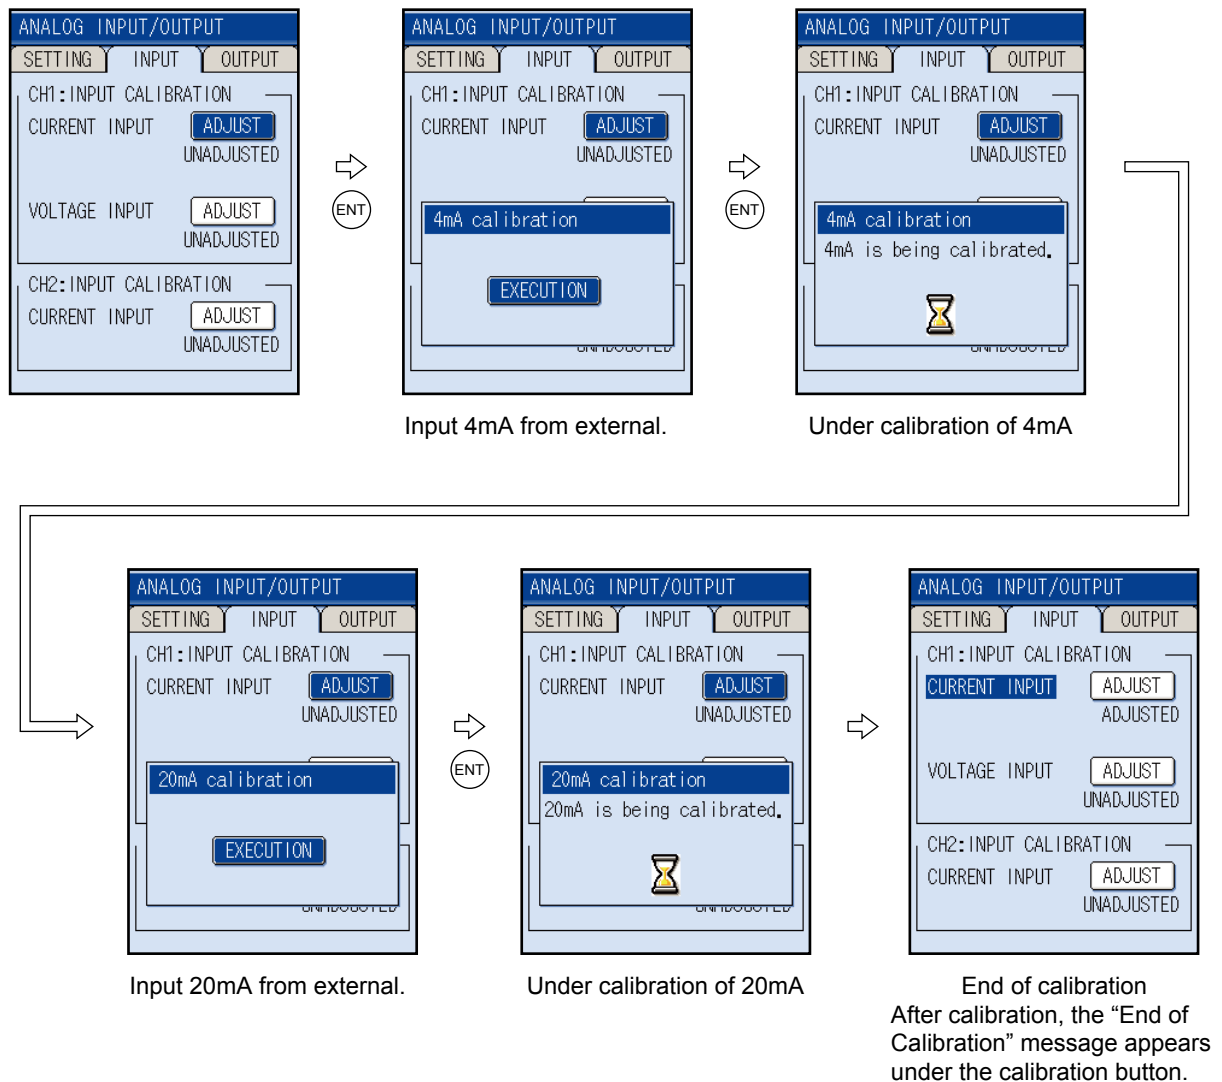 ANALOG INPUT/OUTPUT
SETTING INPUT OUTPUT
CH1:INPUT CALIBRATION
CURRENT INPUT ADJUST
UNADJUSTED
VOLTAGE INPUT ADJUST
UNADJUSTED
CH2:INPUT CALIBRATION
CURRENT INPUT ADJUST
UNADJUSTED
ENT
ANALOG INPUT/OUTPUT
SETTING INPUT OUTPUT
CH1:INPUT CALIBRATION
CURRENT INPUT ADJUST
UNADJUSTED
4mA calibration
EXECUTION
Input 4mA from external.
ENT
ANALOG INPUT/OUTPUT
SETTING INPUT OUTPUT
CH1:INPUT CALIBRATION
CURRENT INPUT ADJUST
UNADJUSTED
4mA calibration
4mA is being calibrated.
Under calibration of 4mA
ANALOG INPUT/OUTPUT
SETTING INPUT OUTPUT
CH1:INPUT CALIBRATION
CURRENT INPUT ADJUST
UNADJUSTED
20mA calibration
EXECUTION
Input 20mA from external.
ENT
ANALOG INPUT/OUTPUT
SETTING INPUT OUTPUT
CH1:INPUT CALIBRATION
CURRENT INPUT ADJUST
UNADJUSTED
20mA calibration
20mA is being calibrated.
Under calibration of 20mA
ANALOG INPUT/OUTPUT
SETTING INPUT OUTPUT
CH1:INPUT CALIBRATION
CURRENT INPUT ADJUST
ADJUSTED
VOLTAGE INPUT ADJUST
UNADJUSTED
CH2:INPUT CALIBRATION
CURRENT INPUT ADJUST
UNADJUSTED
End of calibration
After calibration, the “End of
Calibration” message appears
under the calibration button.